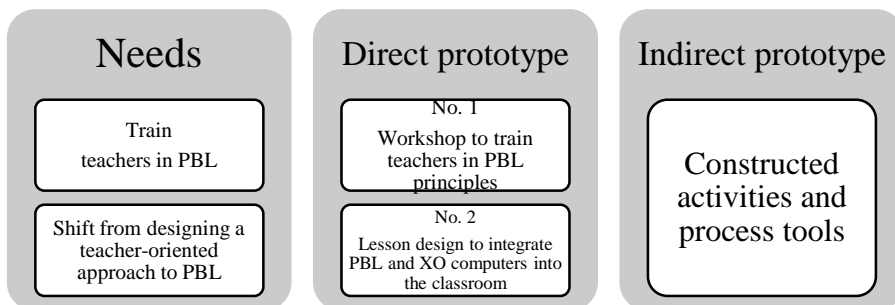 Needs
Train
teachers in PBL
Shift from designing a
teacher-oriented
approach to PBL
Direct prototype
No. 1
Workshop to train
teachers in PBL
principles
No. 2
Lesson design to integrate
PBL and XO computers into
the classroom
Indirect prototype
Constructed
activities and
process tools